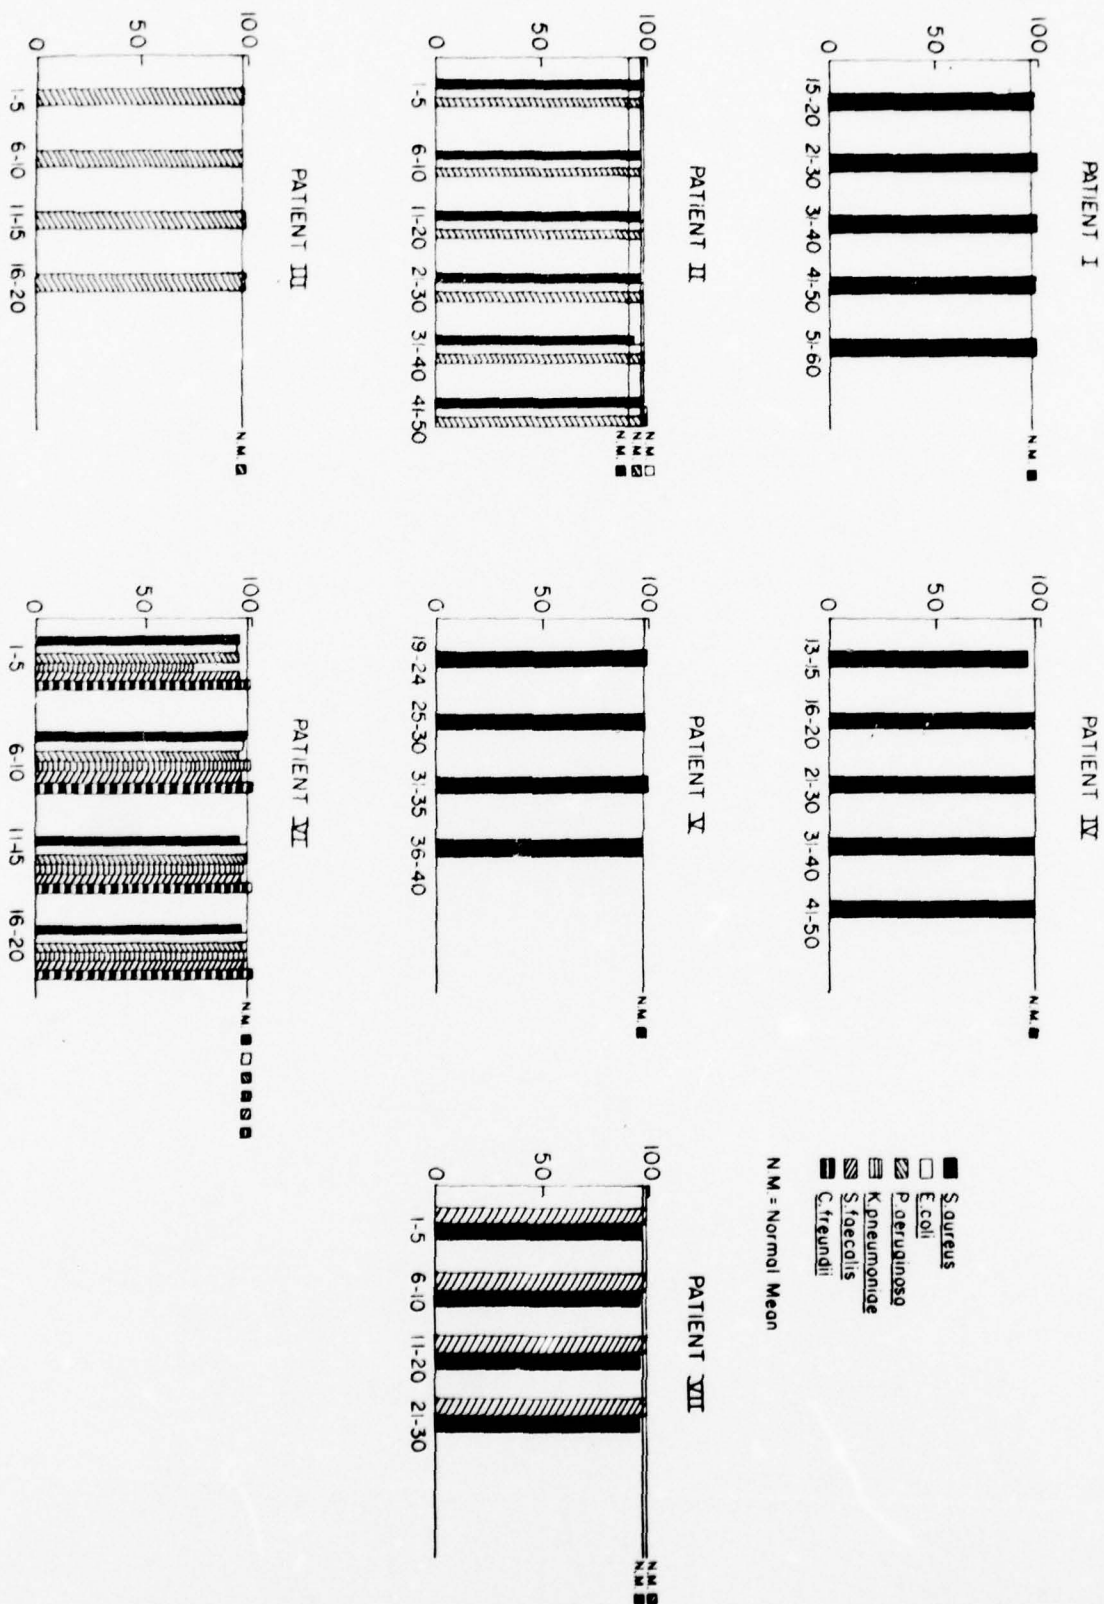 PATIENT I
100
50
0
15-20 21-30 31-40 41-50 51-60
N.M. ■
PATIENT IV
100
50
0
13-15 16-20 21-30 31-40 41-50
N.M. ■
S.aureus
E.coli
P.aeruginosa
K.pneumoniae
S.faecalis
C.freundii
N.M. = Normal Mean
PATIENT II
100
50
0
1-5 6-10 11-20 21-30 31-40 41-50
N.M
N.M.
N.M.
PATIENT V
100
50
0
19-24 25-30 31-35 36-40
N.M. ■
PATIENT VII
100
50
0
1-5 6-10 11-20 21-30
N.M.
N.M
PATIENT III
100
50
0
1-5 6-10 11-15 16-20
N.M.
PATIENT VI
100
50
0
1-5 6-10 11-15 16-20
N.M.